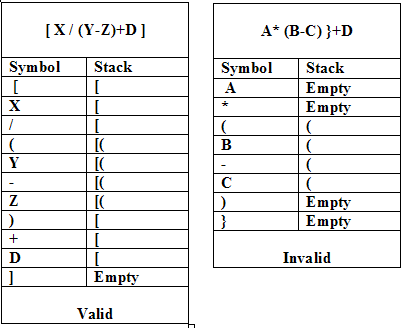 [ X / (Y-Z)+D ]
Symbol Stack
[ [
X [
/ [
( [(
Y [(
- [(
Z [(
) [
+ [
D [
] Empty
Valid
A* (B-C) }+D
Symbol Stack
A Empty
* Empty
( (
B (
- (
C (
) Empty
} Empty
Invalid